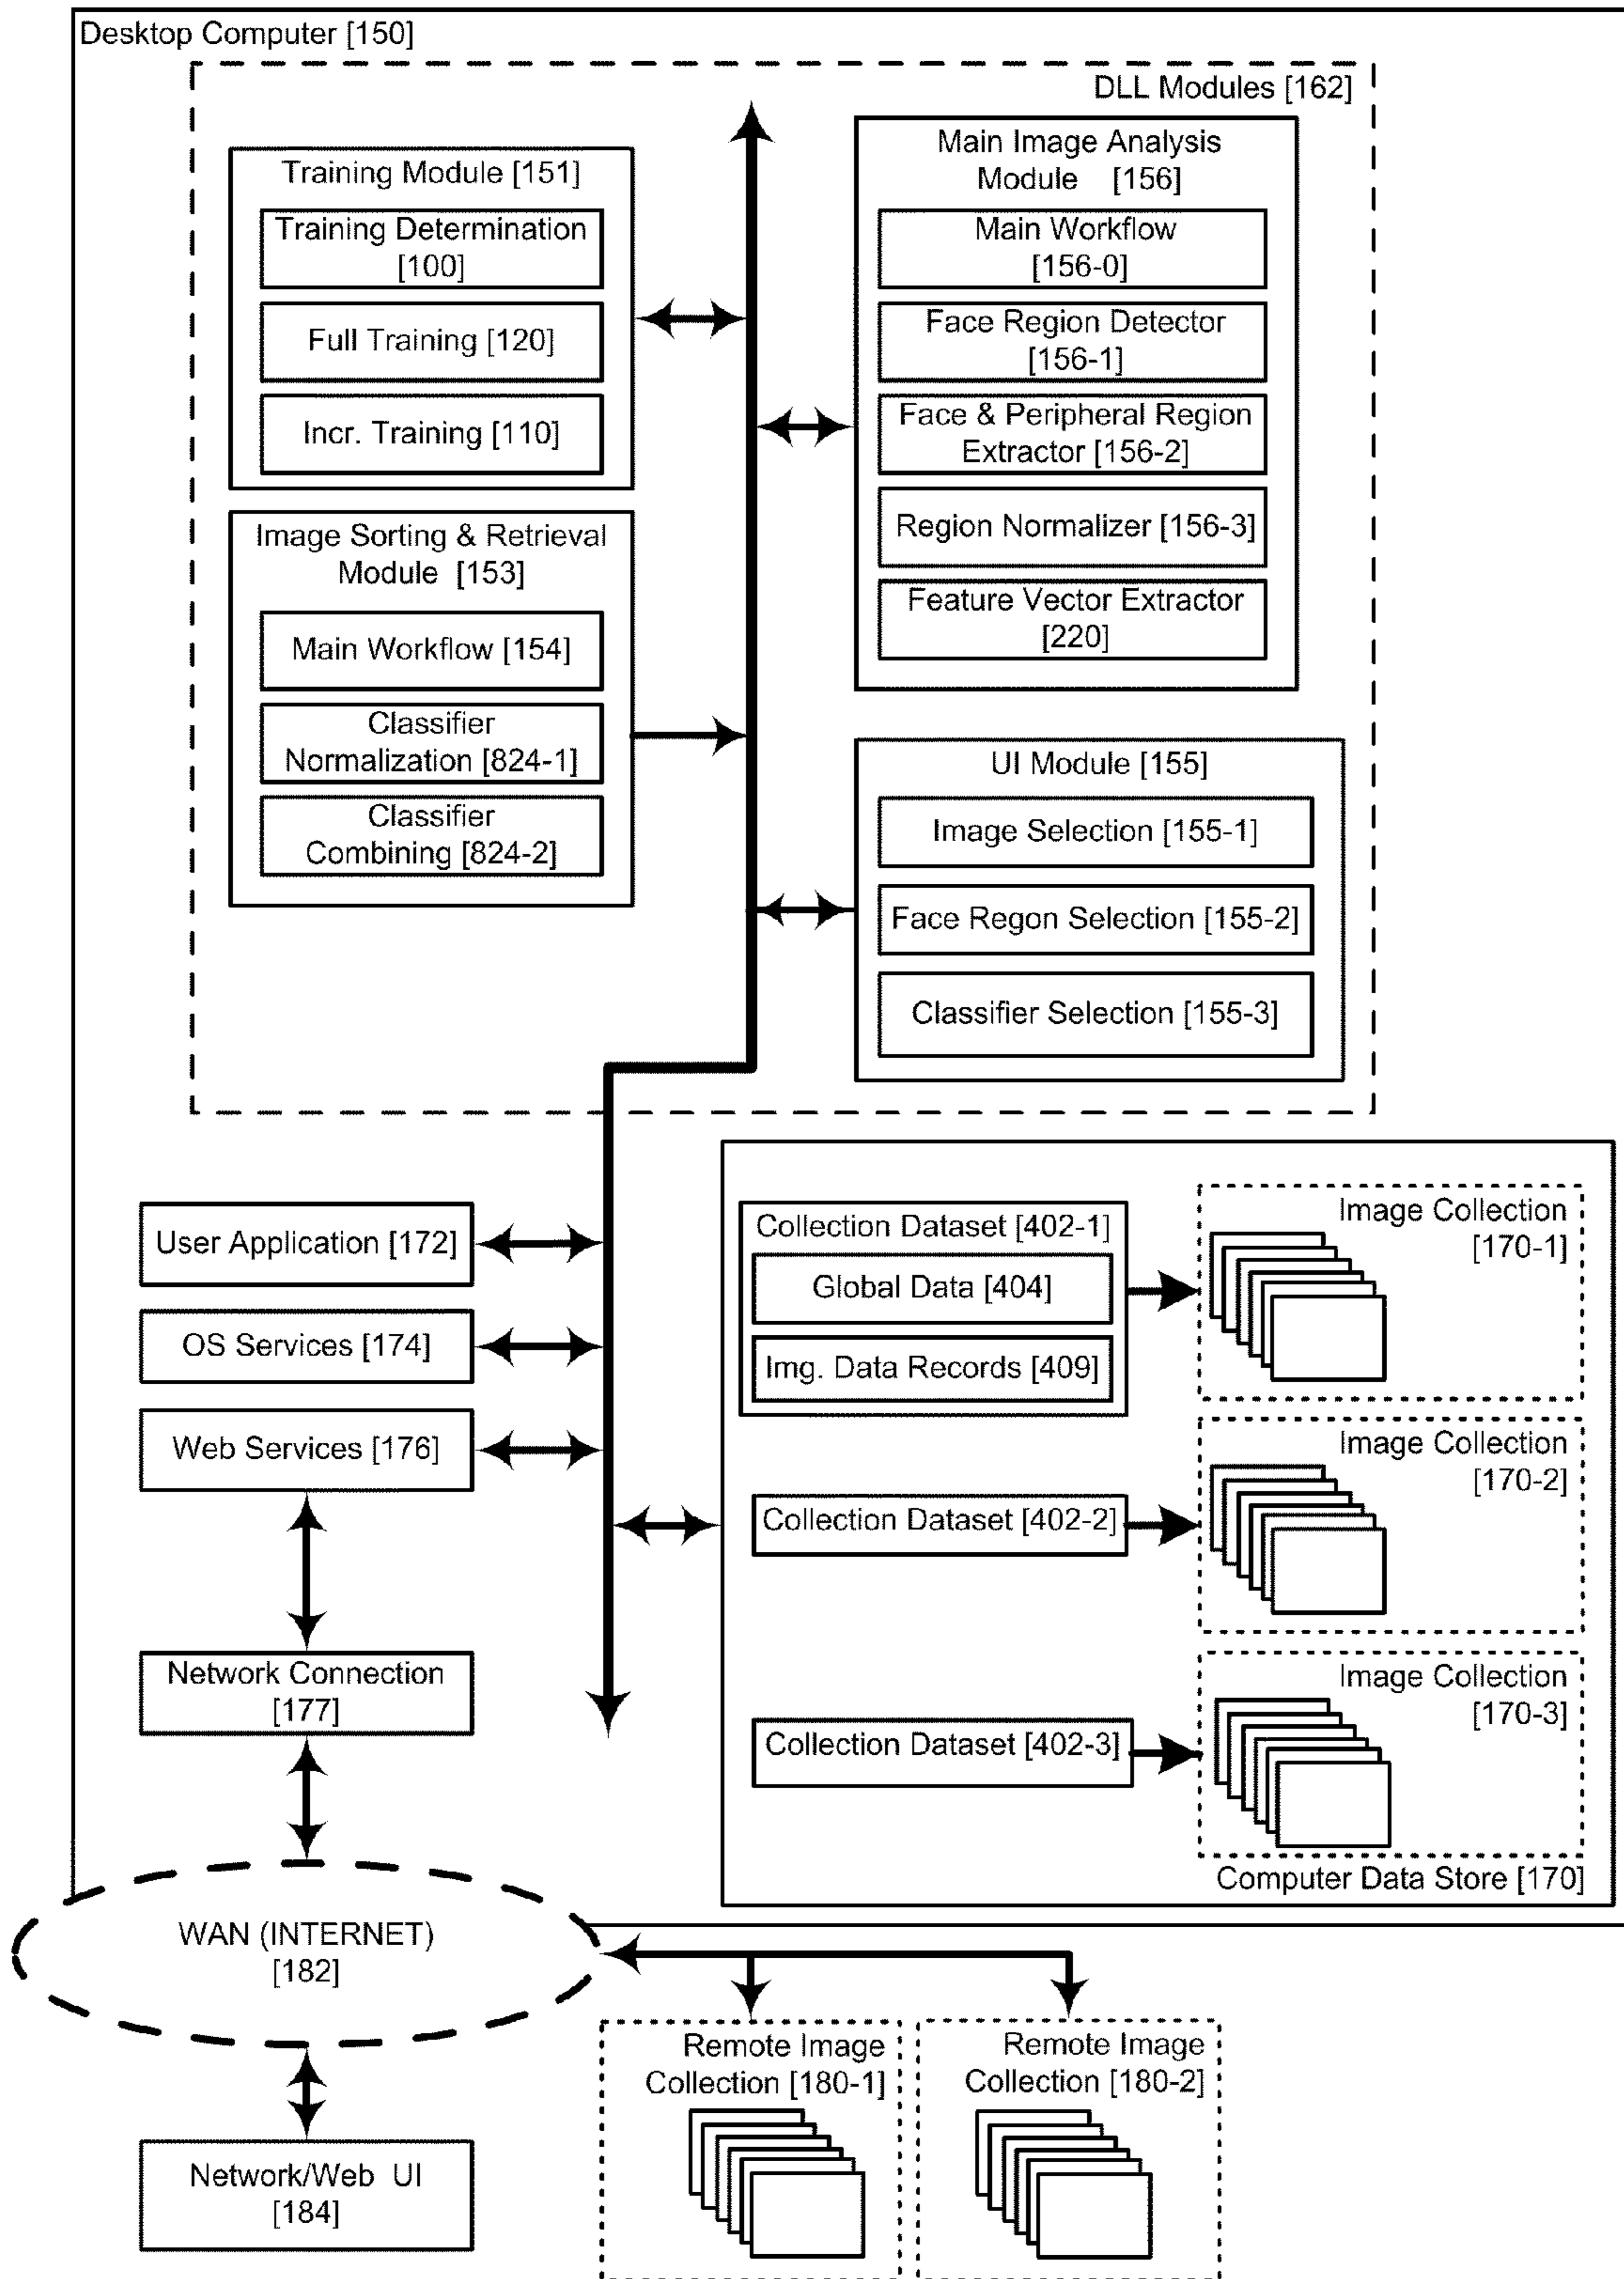 Desktop Computer [150]
DLL Modules [162]
Training Module [151]
Training Determination
[100]
Full Training [120]
Incr. Training [110]
Image Sorting & Retrieval
Module [153]
Main Workflow [154]
Classifier
Normalization [824-1]
Classifier
Combining [824-2]
Main Image Analysis
Module [156]
Main Workflow
[156-0]
Face Region Detector
[156-1]
Face & Peripheral Region
Extractor [156-2]
Region Normalizer [156-3]
Feature Vector Extractor
[220]
UI Module [155]
Image Selection [155-1]
Face Regon Selection [155-2]
Classifier Selection [155-3]
User Application [172]
OS Services [174]
Web Services [176]
Network Connection
[177]
Collection Dataset [402-1]
Global Data [404]
Img. Data Records [409]
Image Collection
[170-1]
Collection Dataset [402-2]
Image Collection
[170-2]
Collection Dataset [402-3]
Image Collection
[170-3]
Computer Data Store [170]
WAN (INTERNET)
[182]
Remote Image
Collection [180-1]
Remote Image
Collection [180-2]
Network/Web UI
[184]